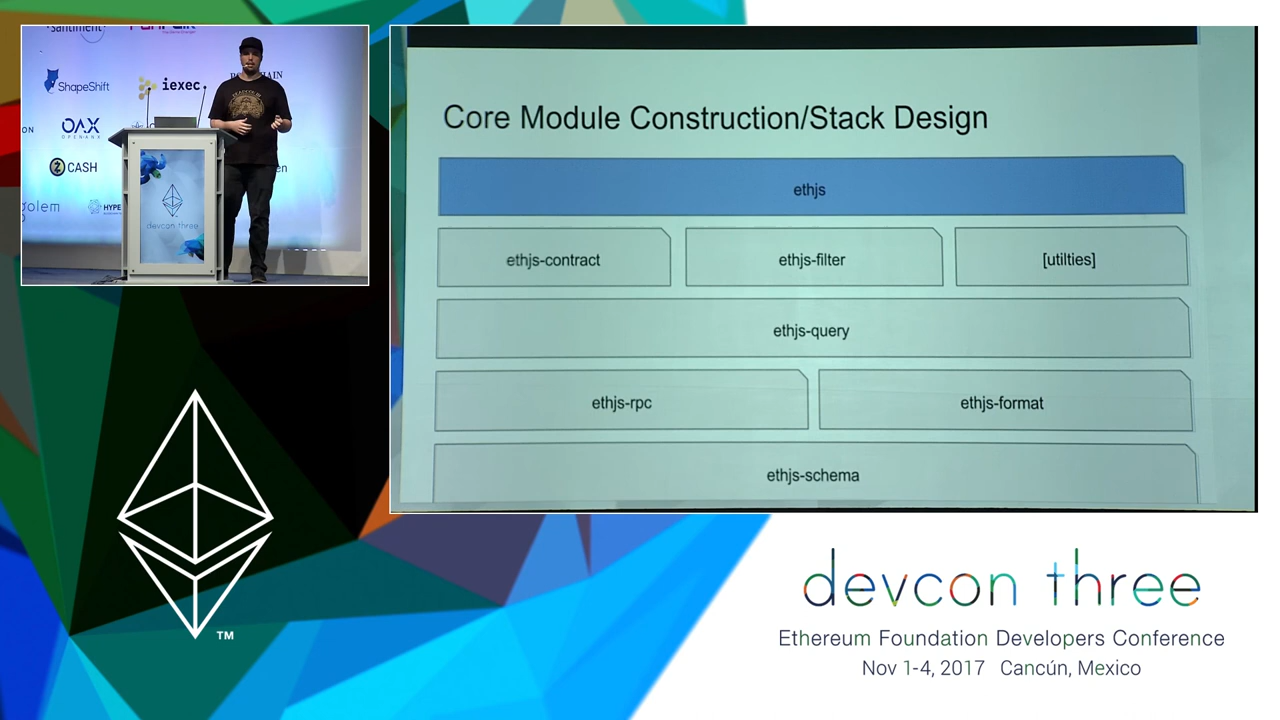 ShapeShift
iexec
OAX
OPENANX
CASH
HYPE
devcon three
Core Module Construction/Stack Design
ethjs
ethjs-contract
ethjs-filter
[utilties]
ethjs-query
ethjs-rpc
ethjs-format
ethjs-schema
TM
devcon three
Ethereum Foundation Developers Conference
Nov 1-4, 2017 Cancún, Mexico